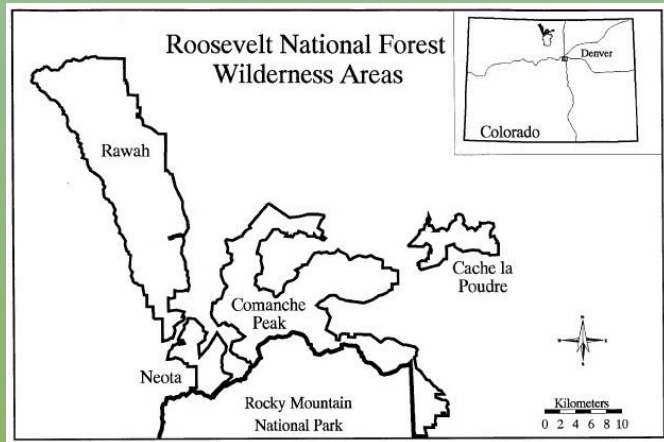 Roosevelt National Forest
Wilderness Areas
Denver
Colorado
Rawah
Cache la
Poudre
Comanche
Peak
Neota
Rocky Mountain
National Park
N
Kilometers
0 2 4 6 8 10